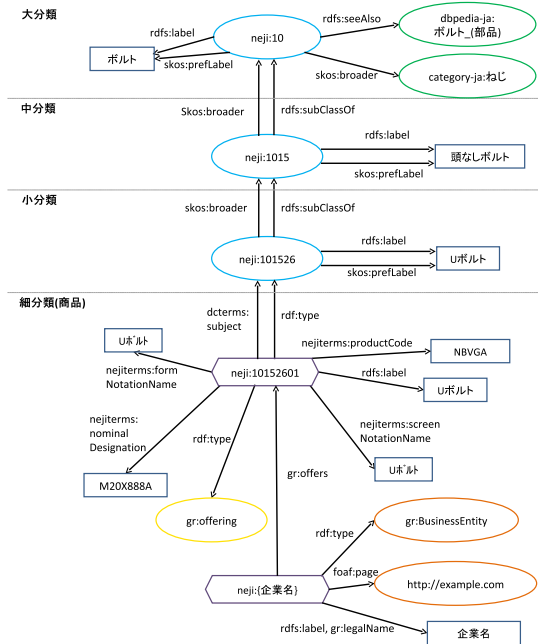 大分類
rdfs:label
neji:10
rdfs:seeAlso
dbpedia-ja:
ボルト_(部品)
ボルト
skos:prefLabel
skos:broader
category-ja:ねじ
Skos:broader
rdfs:subClassOf
中分類
neji:1015
rdfs:label
頭なしボルト
skos:prefLabel
小分類
skos:broader
rdfs:subClassOf
neji:101526
rdfs:label
Uボルト
skos:prefLabel
細分類(商品)
dcterms:
subject
rdf:type
Uボルト
nejiterms:productCode
NBVGA
nejiterms:form
NotationName
neji:10152601
rdfs:label
Uボルト
nejiterms:
nominal
Designation
rdf:type
nejiterms:screen
NotationName
Uボルト
M20X888A
gr:offers
gr:offering
rdf:type
gr:BusinessEntity
foaf:page
neji:{企業名}
http://example.com
rdfs:label, gr:legalName
企業名